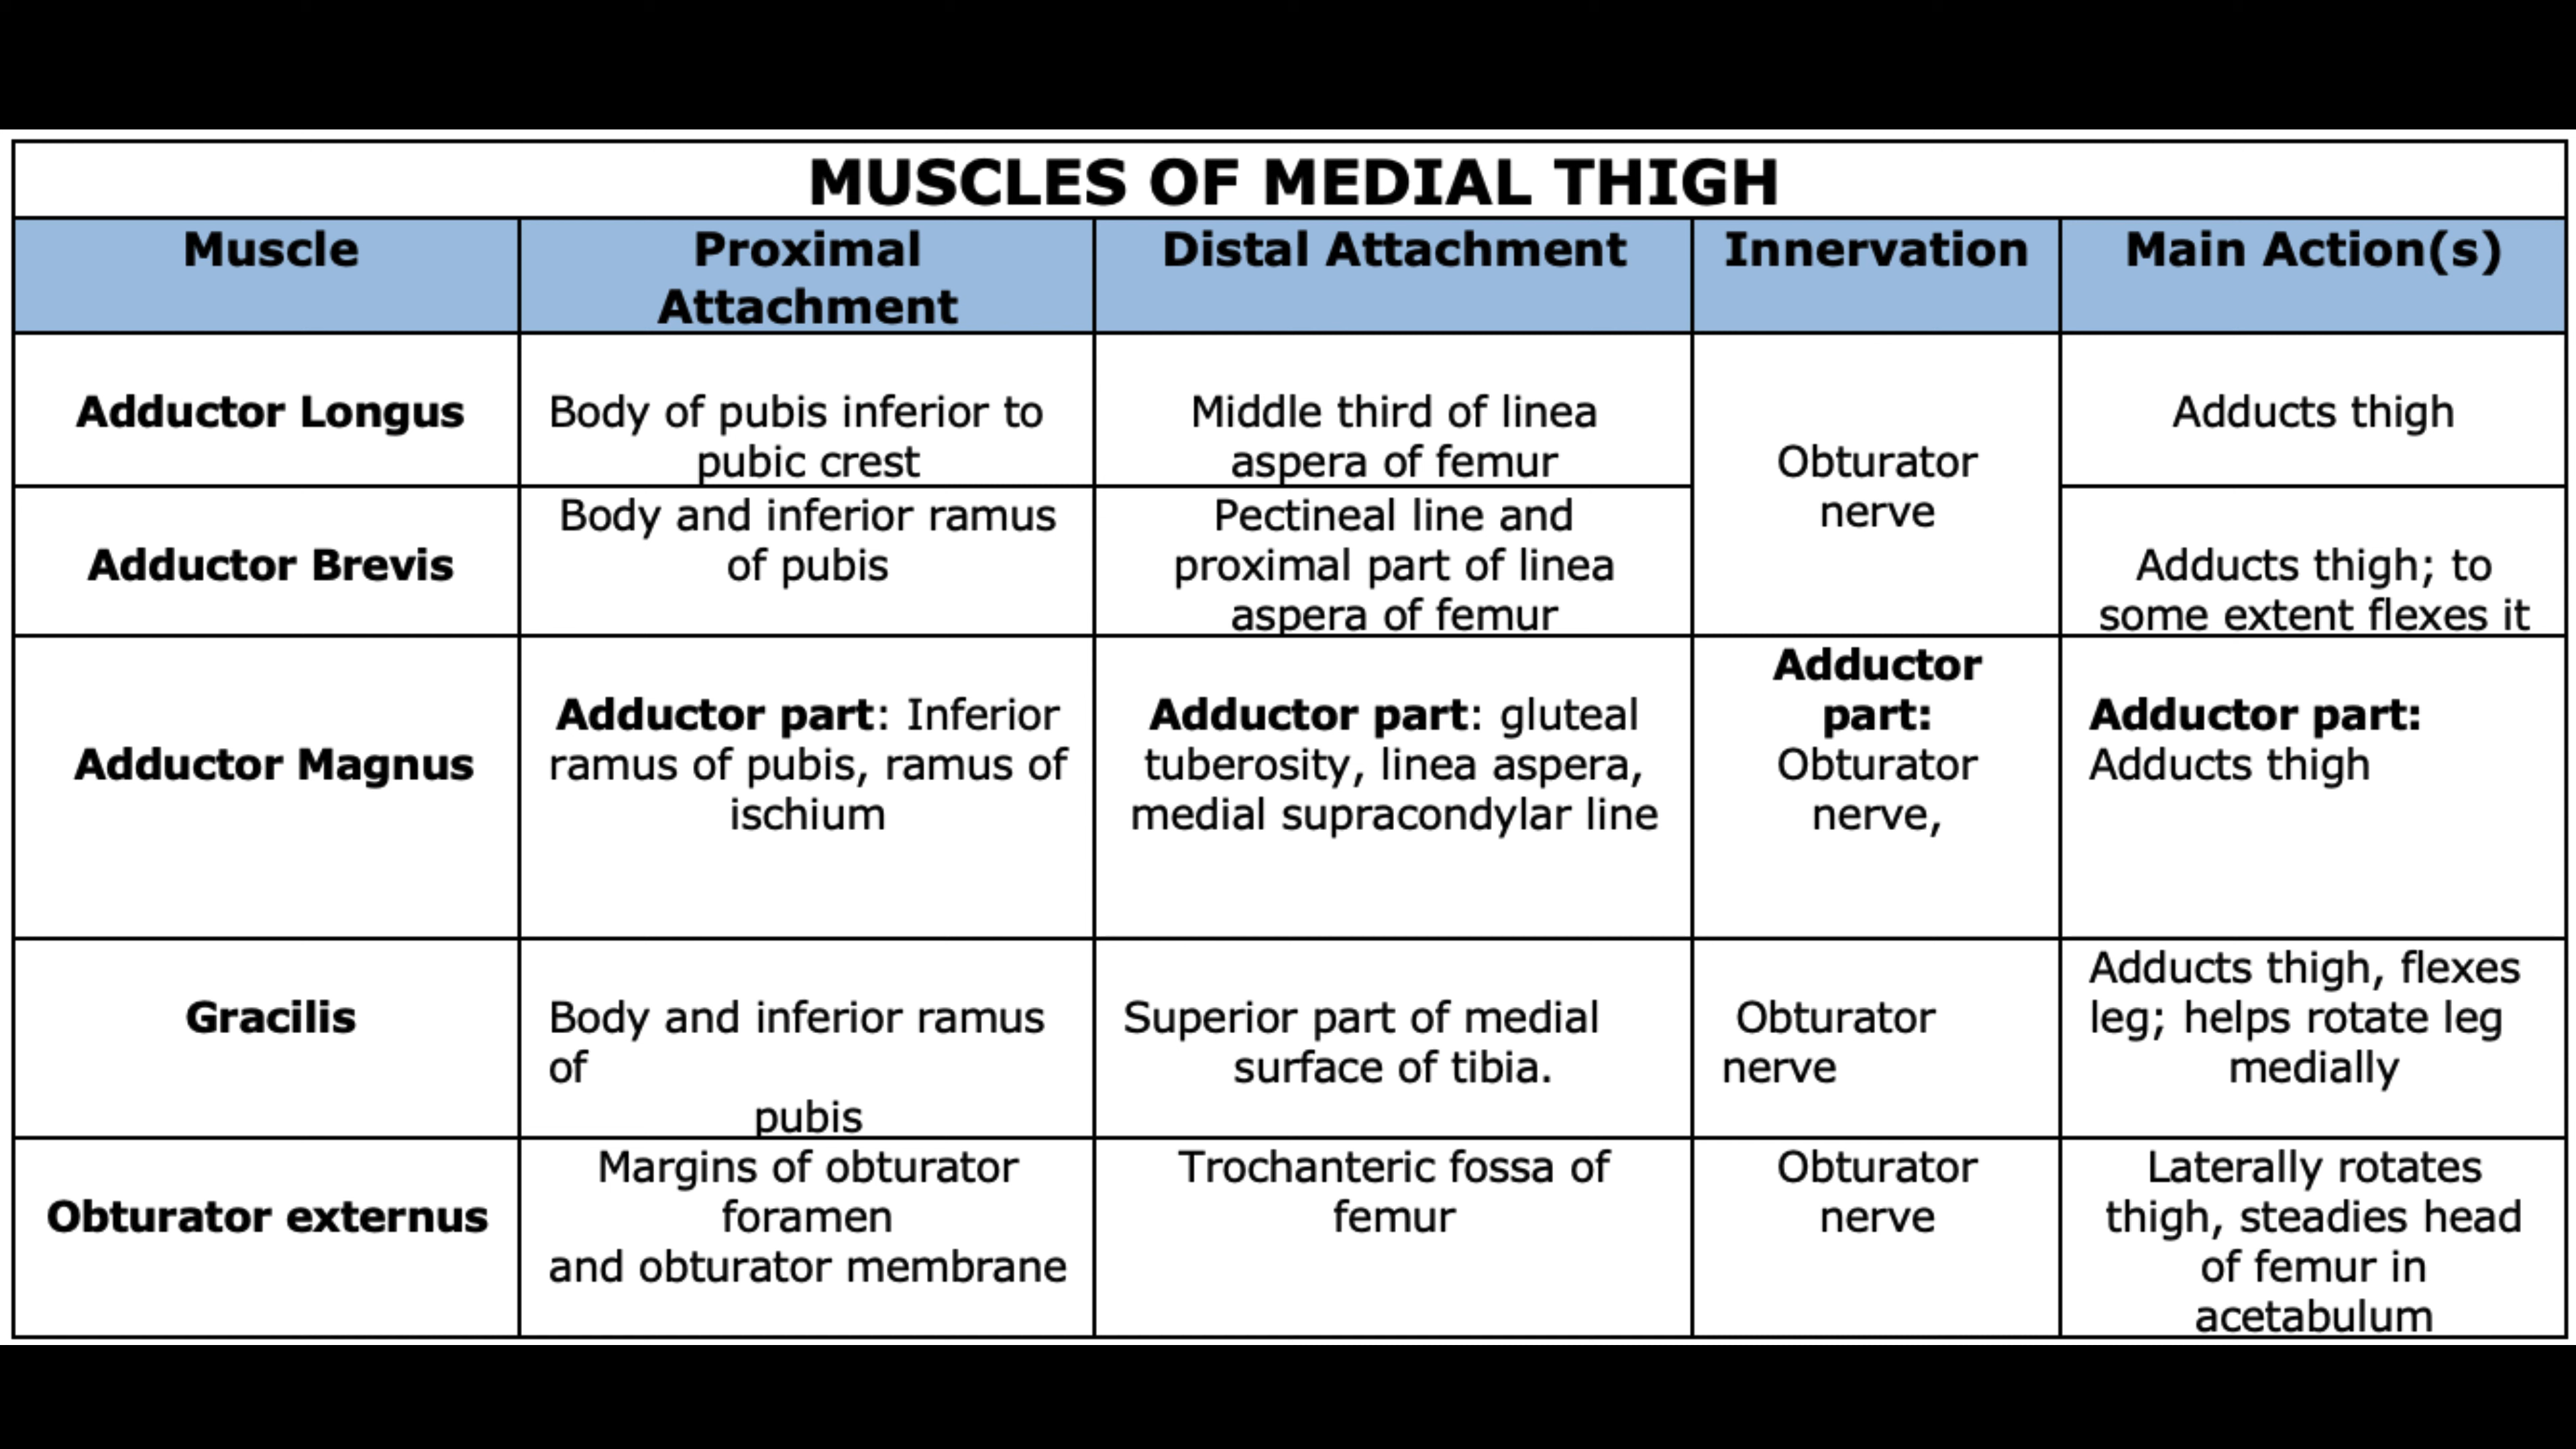 MUSCLES OF MEDIAL THIGH
Muscle
Proximal
Attachment
Distal Attachment
Innervation
Main Action(s)
Adductor Longus
Body of pubis inferior to
pubic crest
Middle third of linea
aspera of femur
Obturator
nerve
Adducts thigh
Adductor Brevis
Body and inferior ramus
of pubis
Pectineal line and
proximal part of linea
aspera of femur
Adducts thigh; to
some extent flexes it
Adductor Magnus
Adductor part: Inferior
ramus of pubis, ramus of
ischium
Adductor part: gluteal
tuberosity, linea aspera,
medial supracondylar line
Adductor
part:
Obturator
nerve,
Adductor part:
Adducts thigh
Gracilis
Body and inferior ramus
of
pubis
Superior part of medial
surface of tibia.
Obturator
nerve
Adducts thigh, flexes
leg; helps rotate leg
medially
Obturator externus
Margins of obturator
foramen
and obturator membrane
Trochanteric fossa of
femur
Obturator
nerve
Laterally rotates
thigh, steadies head
of femur in
acetabulum